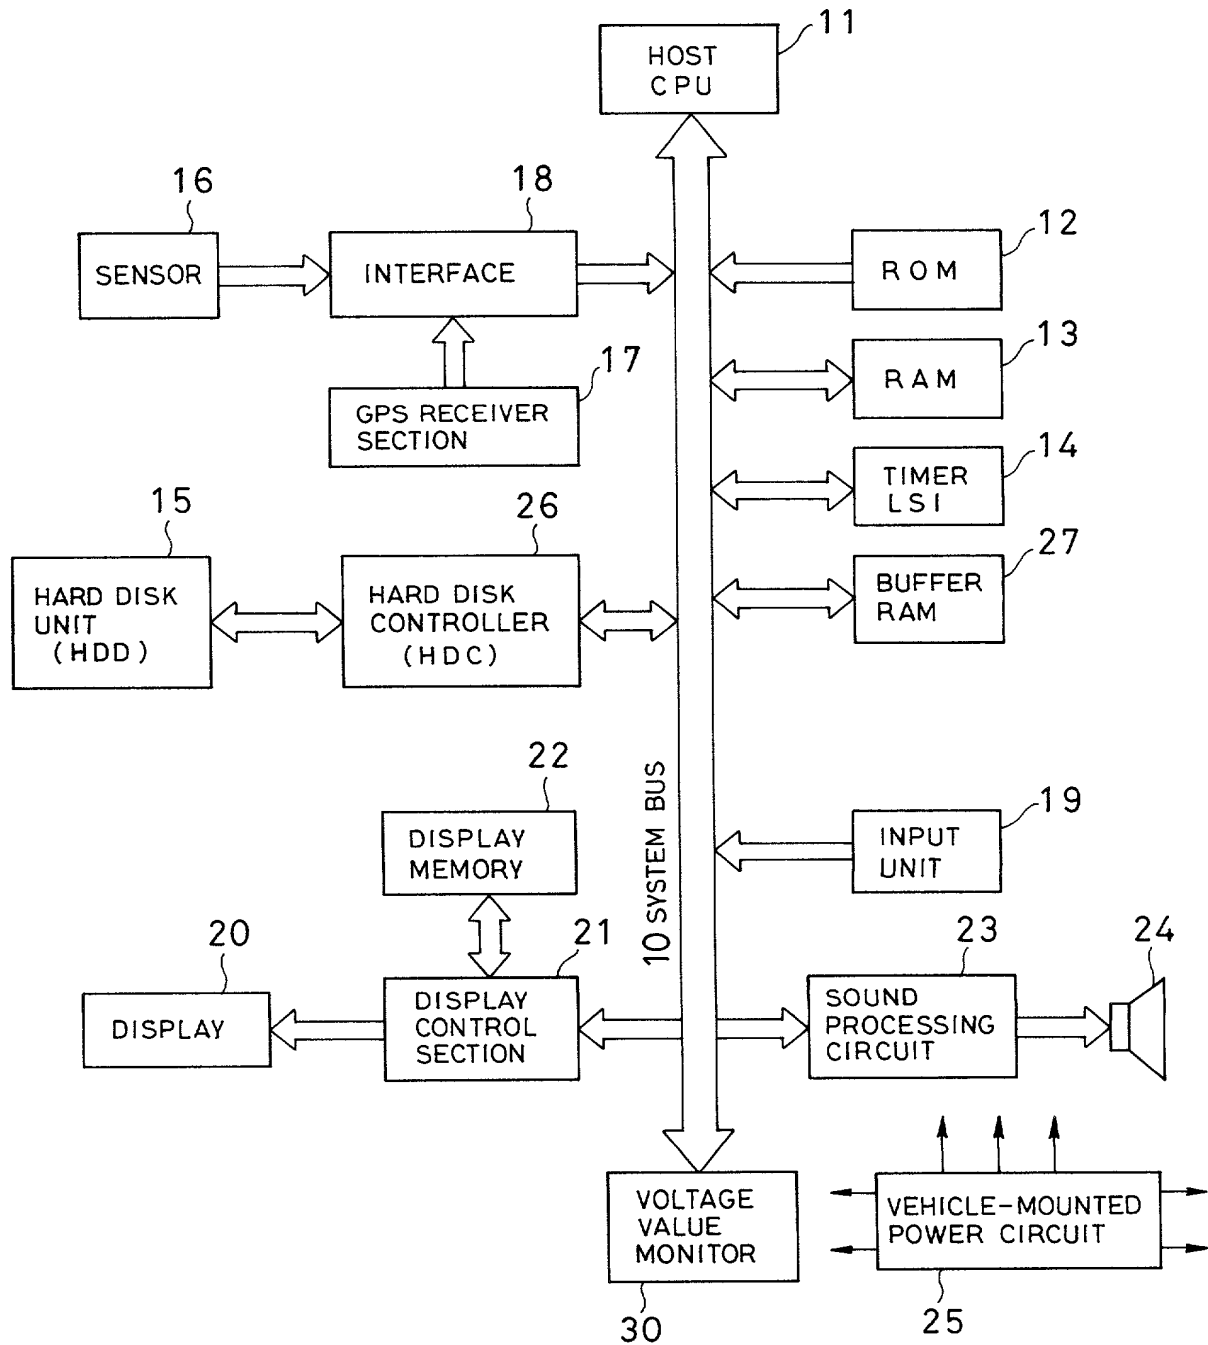 11
HOST
CPU
16
18
12
SENSOR
INTERFACE
ROM
17
13
GPS RECEIVER
SECTION
RAM
14
TIMER
LSI
15
26
27
HARD DISK
UNIT
(HDD)
HARD DISK
CONTROLLER
(HDC)
BUFFER
RAM
22
DISPLAY
MEMORY
10 SYSTEM BUS
19
INPUT
UNIT
20
21
23
24
DISPLAY
DISPLAY
CONTROL
SECTION
SOUND
PROCESSING
CIRCUIT
VOLTAGE
VALUE
MONITOR
VEHICLE-MOUNTED
POWER CIRCUIT
30
25